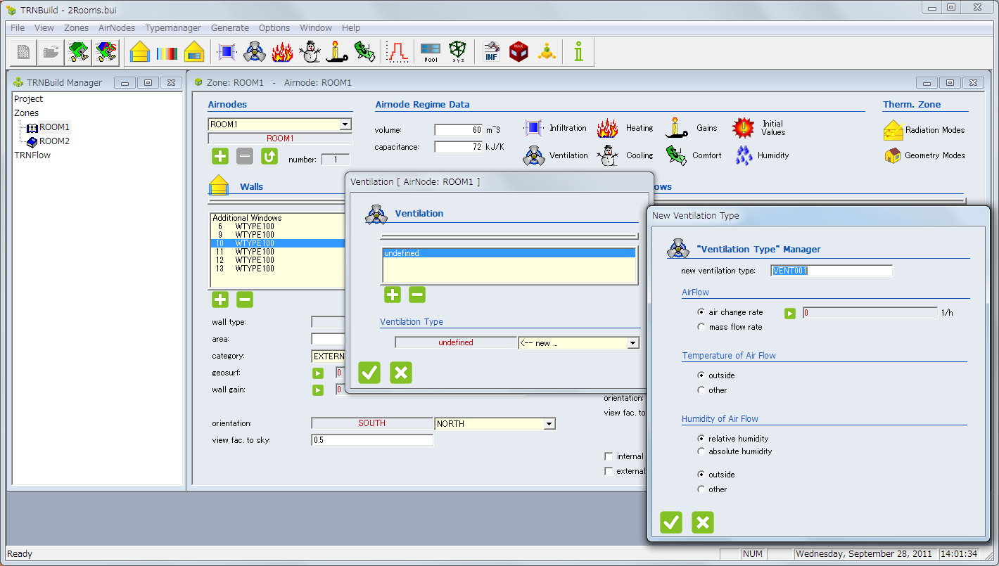 TRNBuild - 2Rooms.bui
File View Zones AirNodes Typemanager Generate Options Window Help
Pool
x y z
INF
MAX
TRNBuild Manager
Project
Zones
ROOM1
ROOM2
TRNFlow
Zone: ROOM1 - Airnode: ROOM1
Airnodes
ROOM1
ROOM1
number: 1
Airnode Regime Data
volume: 60 m^3
capacitance: 72 kJ/K
Infiltration
Heating
Gains
Initial
Values
Ventilation
Cooling
Comfort
Humidity
Therm. Zone
Radiation Modes
Geometry Modes
Walls
ows
Additional Windows
6 WTYPE100
9 WTYPE100
10 WTYPE100
11 WTYPE100
12 WTYPE100
13 WTYPE100
wall type:
area:
category: EXTERN
geosurf: 0
wall gain: 0
orientation: SOUTH NORTH
view fac. to sky: 0.5
orientation:
view fac. to
internal
external
Ventilation [ AirNode: ROOM1 ]
Ventilation
undefined
Ventilation Type
undefined <-- new ...
New Ventilation Type
"Ventilation Type" Manager
new ventilation type: VENT001
AirFlow
air change rate 0 1/h
mass flow rate
Temperature of Air Flow
outside
other
Humidity of Air Flow
relative humidity
absolute humidity
outside
other
Ready
NUM
Wednesday, September 28, 2011
14:01:34